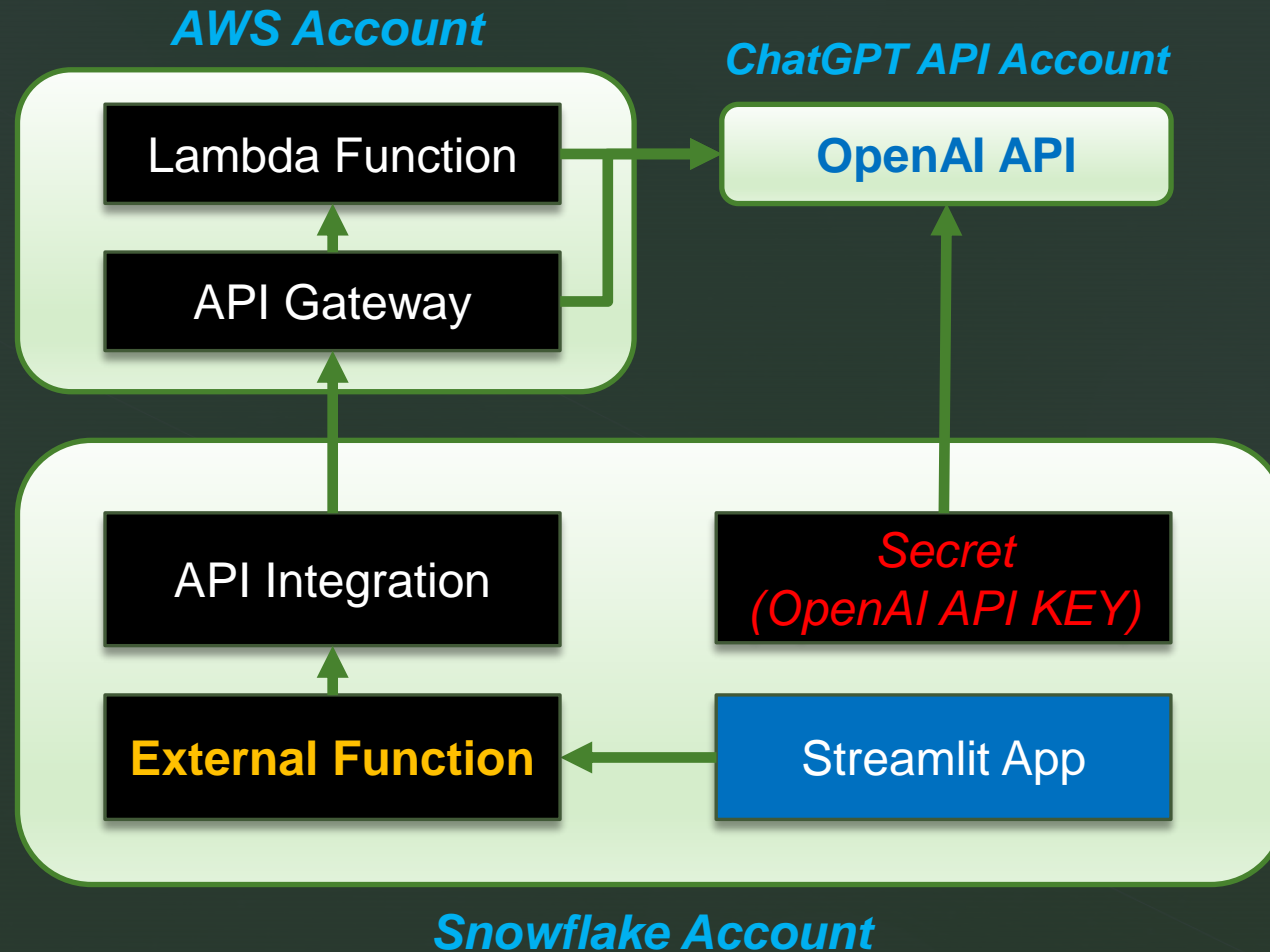 AWS Account
ChatGPT API Account
Lambda Function
OpenAI API
API Gateway
API Integration
Secret
(OpenAI API KEY)
External Function
Streamlit App
Snowflake Account